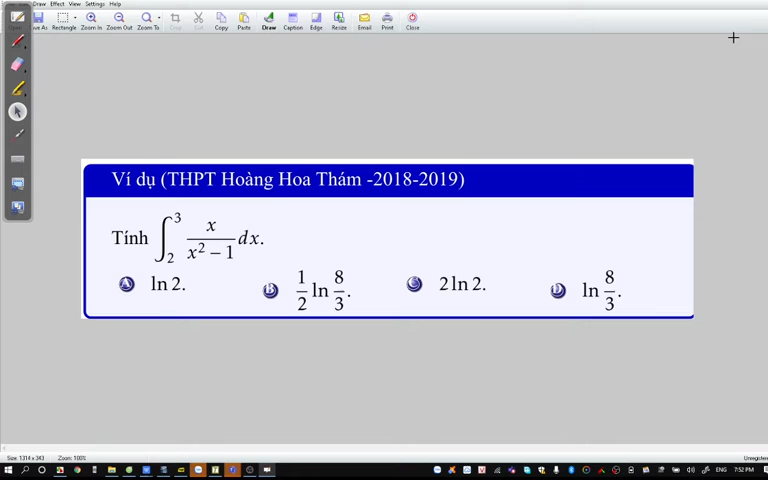 Draw Effect View Settings Help
Save As Rectangle Zoom In Zoom Out Zoom To Crop Cut Copy Paste Draw Caption Edge Resize Email Print Close
Ví dụ (THPT Hoàng Hoa Thám -2018-2019)
Tính ∫₂³ x/(x² − 1) dx.
A ln 2. B 1/2 ln 8/3. C 2 ln 2. D ln 8/3.
Size: 1314 x 343 Zoom: 100%
ENG 7:52 PM